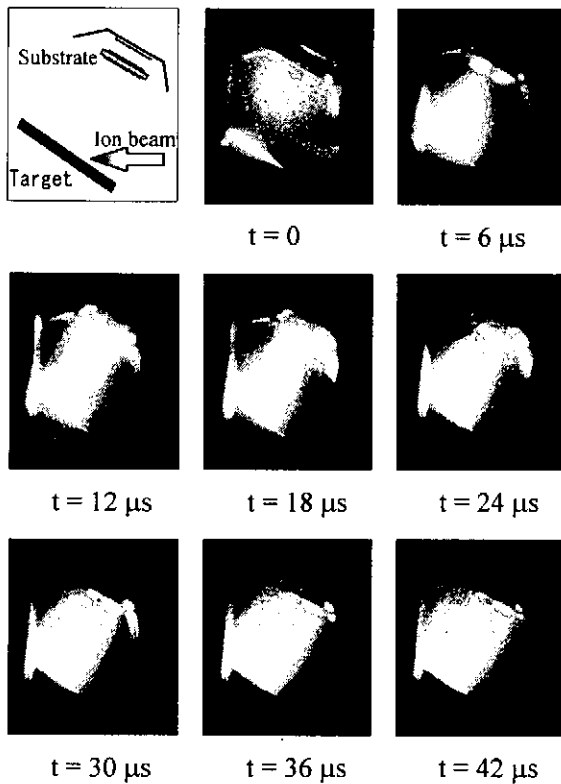 Substrate
Ion beam
Target
t = 0
t = 6 μs
t = 12 μs
t = 18 μs
t = 24 μs
t = 30 μs
t = 36 μs
t = 42 μs